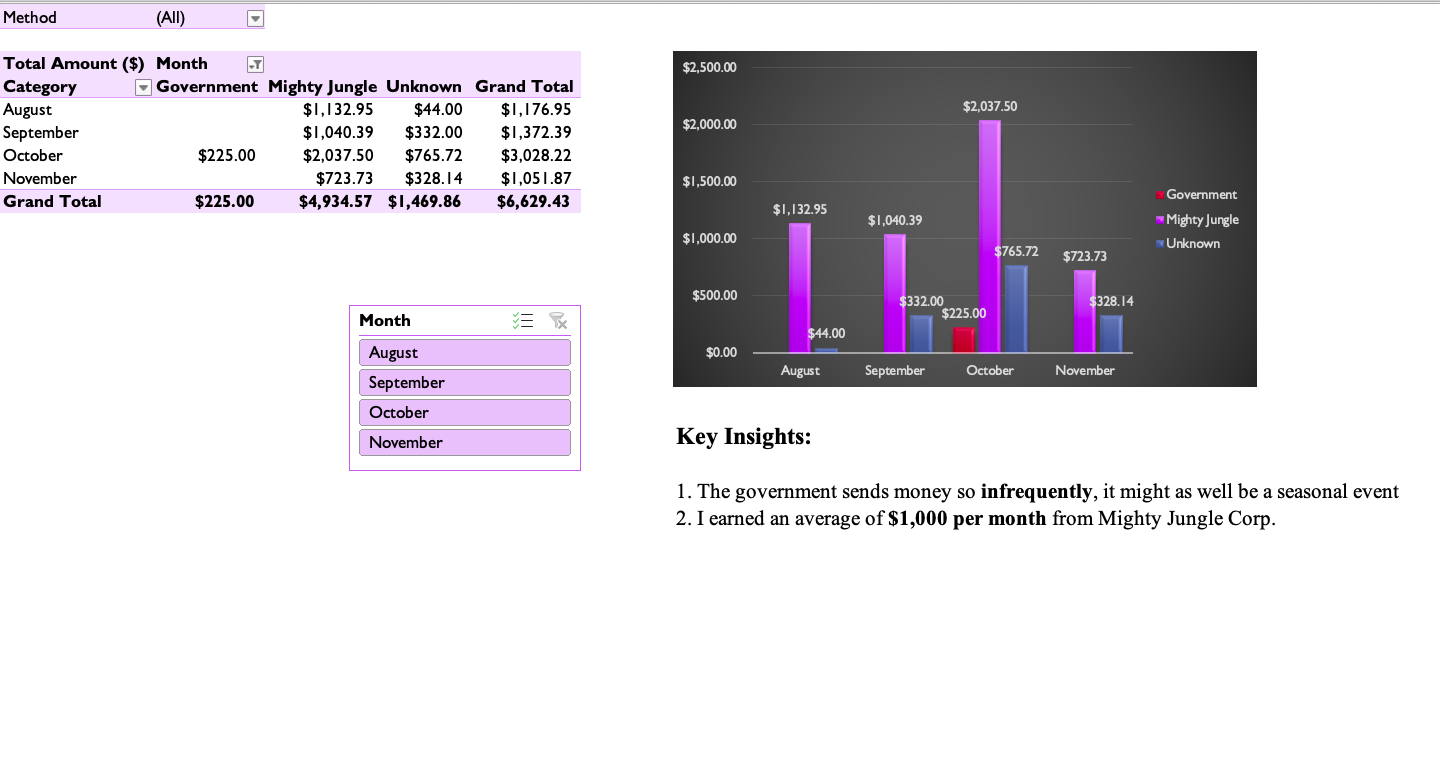 Method (All)
Total Amount ($) Month
Category Government Mighty Jungle Unknown Grand Total
August $1,132.95 $44.00 $1,176.95
September $1,040.39 $332.00 $1,372.39
October $225.00 $2,037.50 $765.72 $3,028.22
November $723.73 $328.14 $1,051.87
Grand Total $225.00 $4,934.57 $1,469.86 $6,629.43
Month
August
September
October
November
$2,500.00
$2,000.00
$1,500.00
$1,000.00
$500.00
$0.00
$1,132.95
$44.00
$1,040.39
$332.00
$225.00
$2,037.50
$765.72
$723.73
$328.14
August September October November
Government
Mighty Jungle
Unknown
Key Insights:
1. The government sends money so infrequently, it might as well be a seasonal event
2. I earned an average of $1,000 per month from Mighty Jungle Corp.